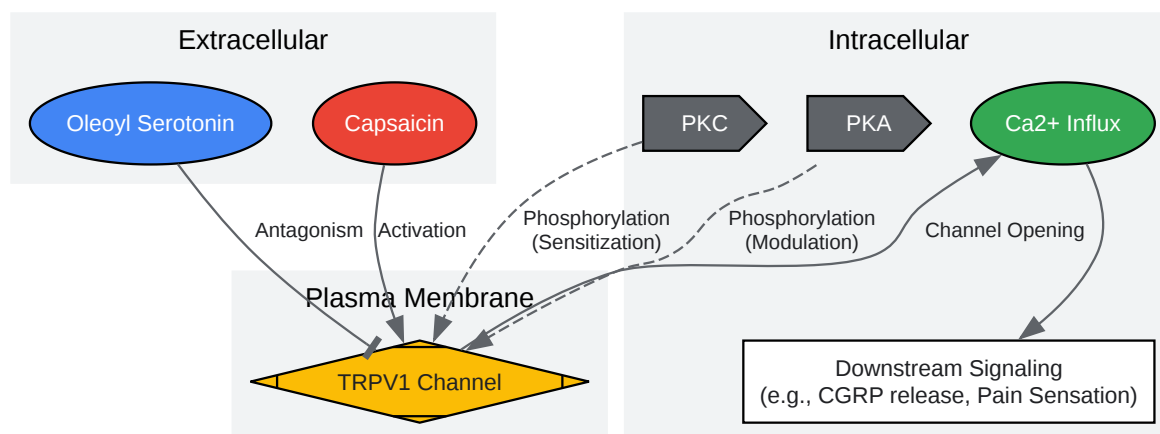 Extracellular
Intracellular
Oleoyl Serotonin
Capsaicin
PKC
PKA
Ca2+ Influx
Antagonism
Activation
Phosphorylation
(Sensitization)
Phosphorylation
(Modulation)
Channel Opening
Plasma Membrane
TRPV1 Channel
Downstream Signaling
(e.g., CGRP release, Pain Sensation)